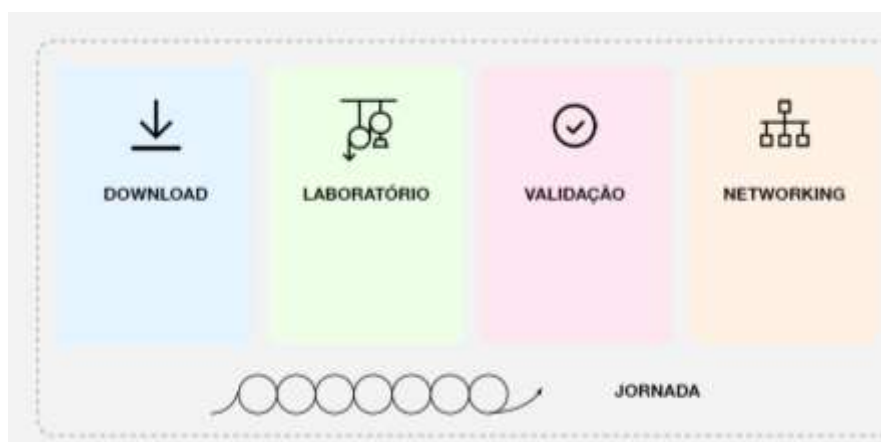 DOWNLOAD
LABORATÓRIO
VALIDAÇÃO
NETWORKING
JORNADA